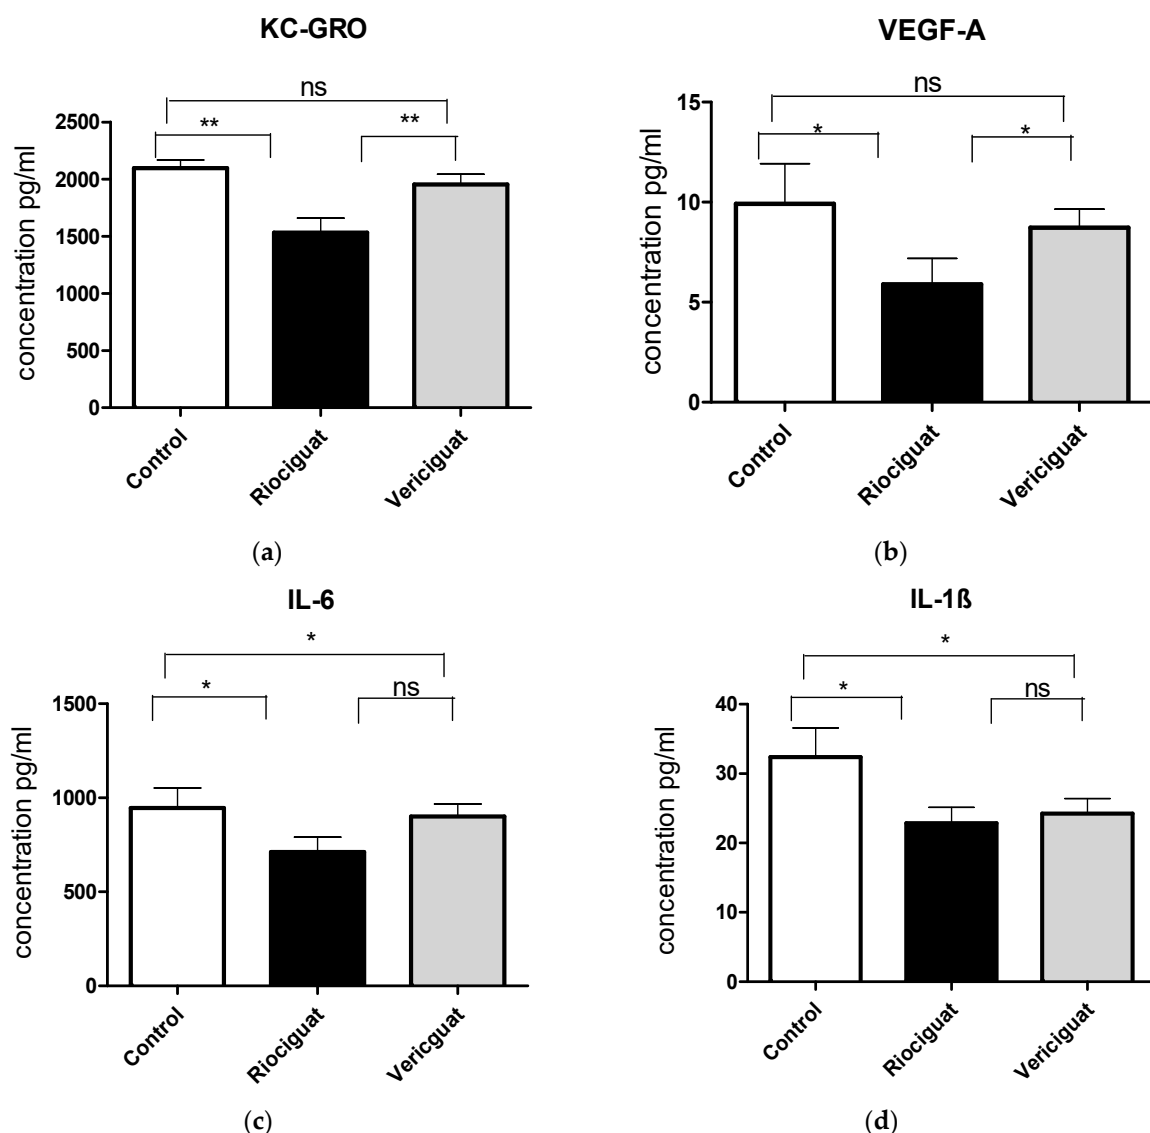 KC-GRO
ns
**
**
concentration pg/ml
2500
2000
1500
1000
500
0
Control
Riociguat
Vericiguat
(a)
VEGF-A
ns
*
*
concentration pg/ml
15
10
5
0
Control
Riociguat
Vericiguat
(b)
IL-6
*
*
ns
concentration pg/ml
1500
1000
500
0
Control
Riociguat
Vericguat
(c)
IL-1ß
*
*
ns
concentration pg/ml
40
30
20
10
0
Control
Riociguat
Vericiguat
(d)